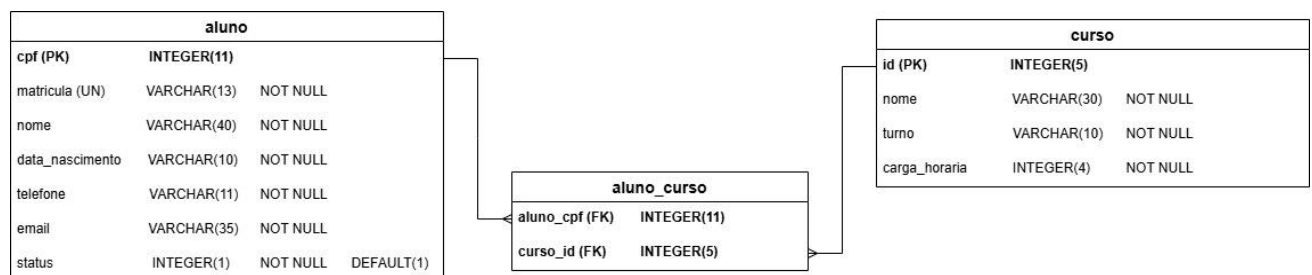 aluno
cpf (PK) INTEGER(11)
matricula (UN) VARCHAR(13) NOT NULL
nome VARCHAR(40) NOT NULL
data_nascimento VARCHAR(10) NOT NULL
telefone VARCHAR(11) NOT NULL
email VARCHAR(35) NOT NULL
status INTEGER(1) NOT NULL DEFAULT(1)
aluno_curso
aluno_cpf (FK) INTEGER(11)
curso_id (FK) INTEGER(5)
curso
id (PK) INTEGER(5)
nome VARCHAR(30) NOT NULL
turno VARCHAR(10) NOT NULL
carga_horaria INTEGER(4) NOT NULL